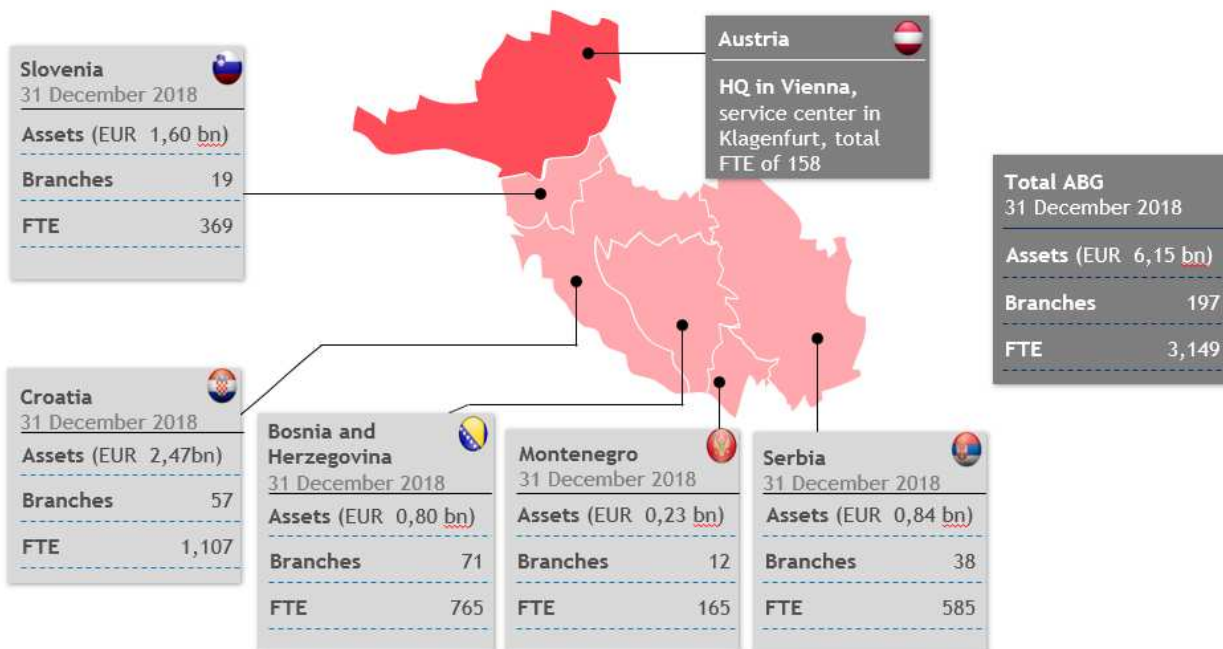 Slovenia
31 December 2018
Assets (EUR 1,60 bn)
Branches 19
FTE 369
Austria
HQ in Vienna,
service center in
Klagenfurt, total
FTE of 158
Total ABG
31 December 2018
Assets (EUR 6,15 bn)
Branches 197
FTE 3,149
Croatia
31 December 2018
Assets (EUR 2,47bn)
Branches 57
FTE 1,107
Bosnia and
Herzegovina
31 December 2018
Assets (EUR 0,80 bn)
Branches 71
FTE 765
Montenegro
31 December 2018
Assets (EUR 0,23 bn)
Branches 12
FTE 165
Serbia
31 December 2018
Assets (EUR 0,84 bn)
Branches 38
FTE 585